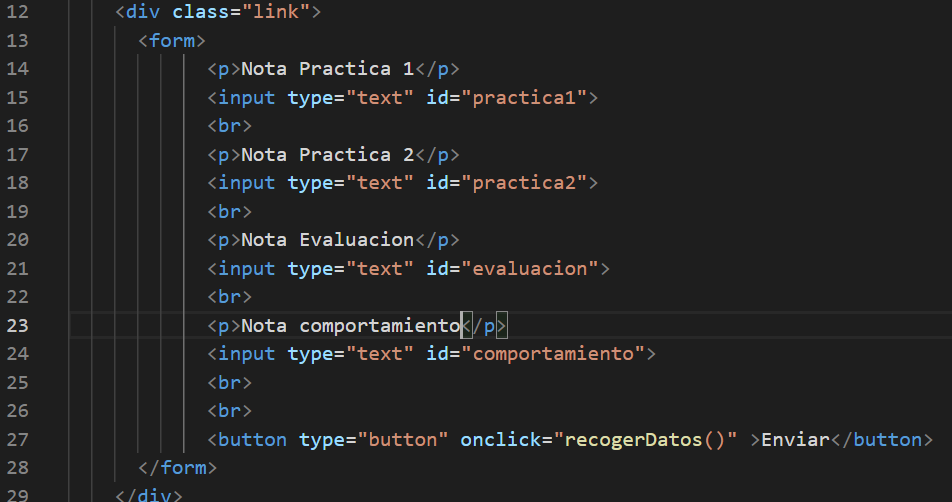 12 <div class="link">
13 <form>
14 <p>Nota Practica 1</p>
15 <input type="text" id="practica1">
16 <br>
17 <p>Nota Practica 2</p>
18 <input type="text" id="practica2">
19 <br>
20 <p>Nota Evaluacion</p>
21 <input type="text" id="evaluacion">
22 <br>
23 <p>Nota comportamiento</p>
24 <input type="text" id="comportamiento">
25 <br>
26 <br>
27 <button type="button" onclick="recogerDatos()" >Enviar</button>
28 </form>
29 </div>